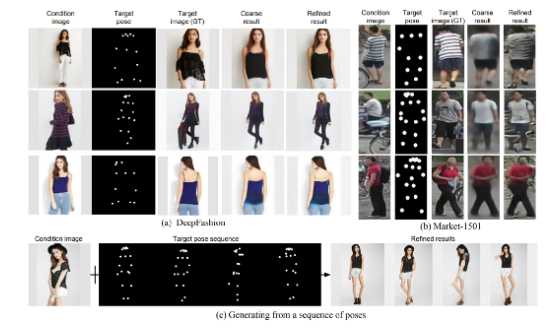 Condition image
Target pose
Target image (GT)
Coarse result
Refined result
Condition image
Target pose
Target image (GT)
Coarse result
Refined result
(a) DeepFashion
(b) Market-1501
Condition image
Target pose sequence
Refined results
(c) Generating from a sequence of poses